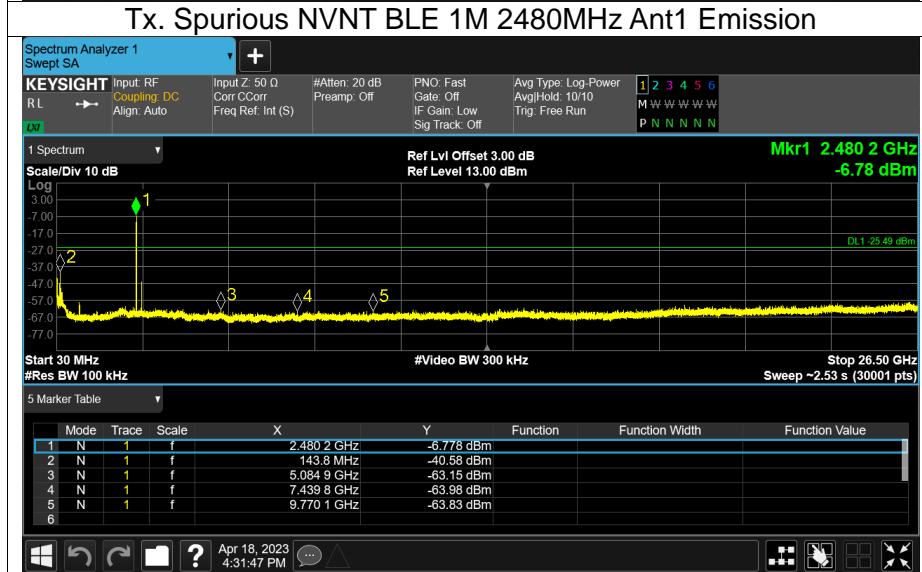 Tx. Spurious NVNT BLE 1M 2480MHz Ant1 Emission
Spectrum Analyzer 1
Swept SA
+
KEYSIGHT Input: RF Input Z: 50 Ω #Atten: 20 dB PNO: Fast Avg Type: Log-Power 1 2 3 4 5 6
R L Coupling: DC Corr CCorr Preamp: Off Gate: Off Avg|Hold: 10/10 M W W W W W
Align: Auto Freq Ref: Int (S) IF Gain: Low Trig: Free Run
LXI Sig Track: Off P N N N N N
1 Spectrum Ref Lvl Offset 3.00 dB Mkr1 2.480 2 GHz
Scale/Div 10 dB Ref Level 13.00 dBm -6.78 dBm
Log
3.00
-7.00
-17.0
-27.0
-37.0
-47.0
-57.0
-67.0
-77.0
1
DL1 -25.49 dBm
2
3
4
5
Start 30 MHz #Video BW 300 kHz Stop 26.50 GHz
#Res BW 100 kHz Sweep ~2.53 s (30001 pts)
5 Marker Table
Mode Trace Scale X Y Function Function Width Function Value
1 N 1 f 2.480 2 GHz -6.778 dBm
2 N 1 f 143.8 MHz -40.58 dBm
3 N 1 f 5.084 9 GHz -63.15 dBm
4 N 1 f 7.439 8 GHz -63.98 dBm
5 N 1 f 9.770 1 GHz -63.83 dBm
6
? Apr 18, 2023
4:31:47 PM